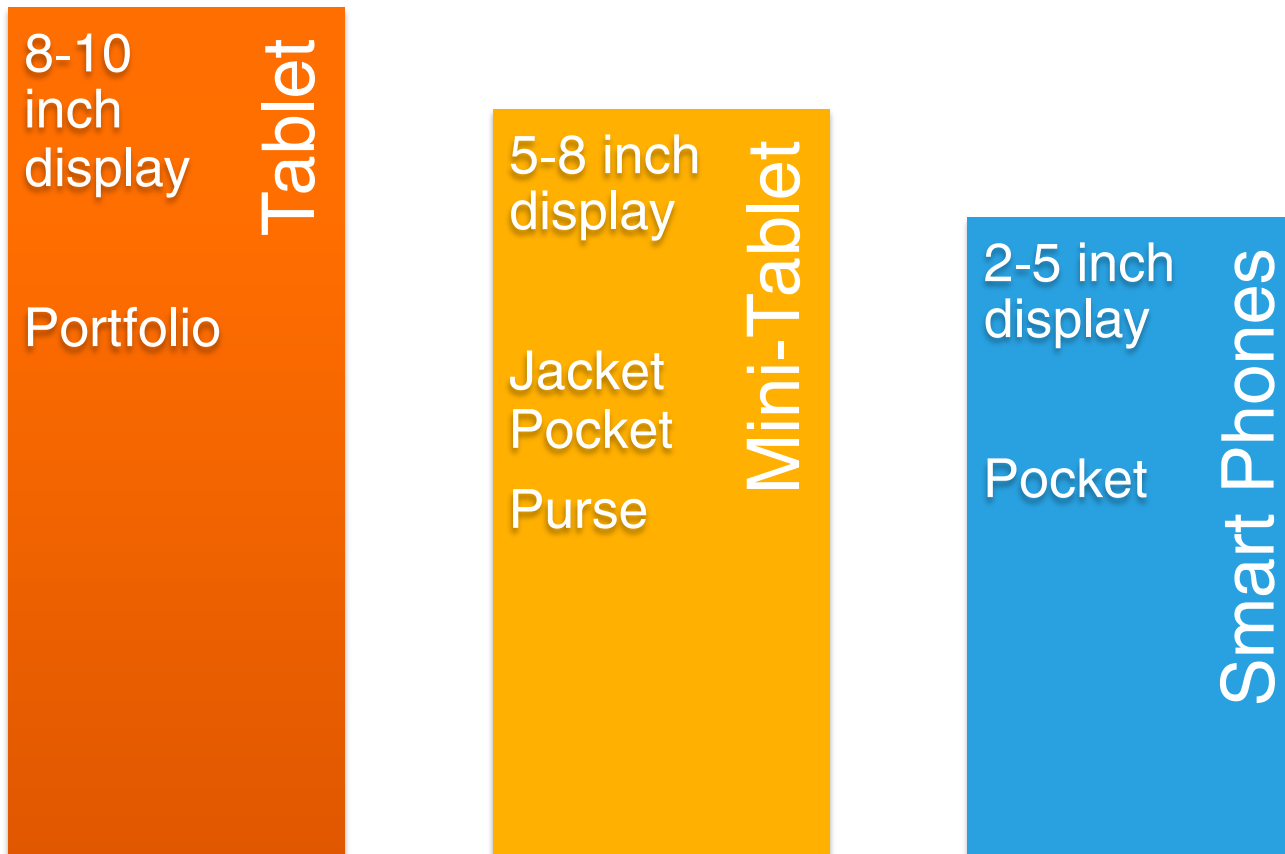 8-10
inch
display
Portfolio
Tablet
5-8 inch
display
Jacket
Pocket
Purse
Mini-Tablet
2-5 inch
display
Pocket
Smart Phones